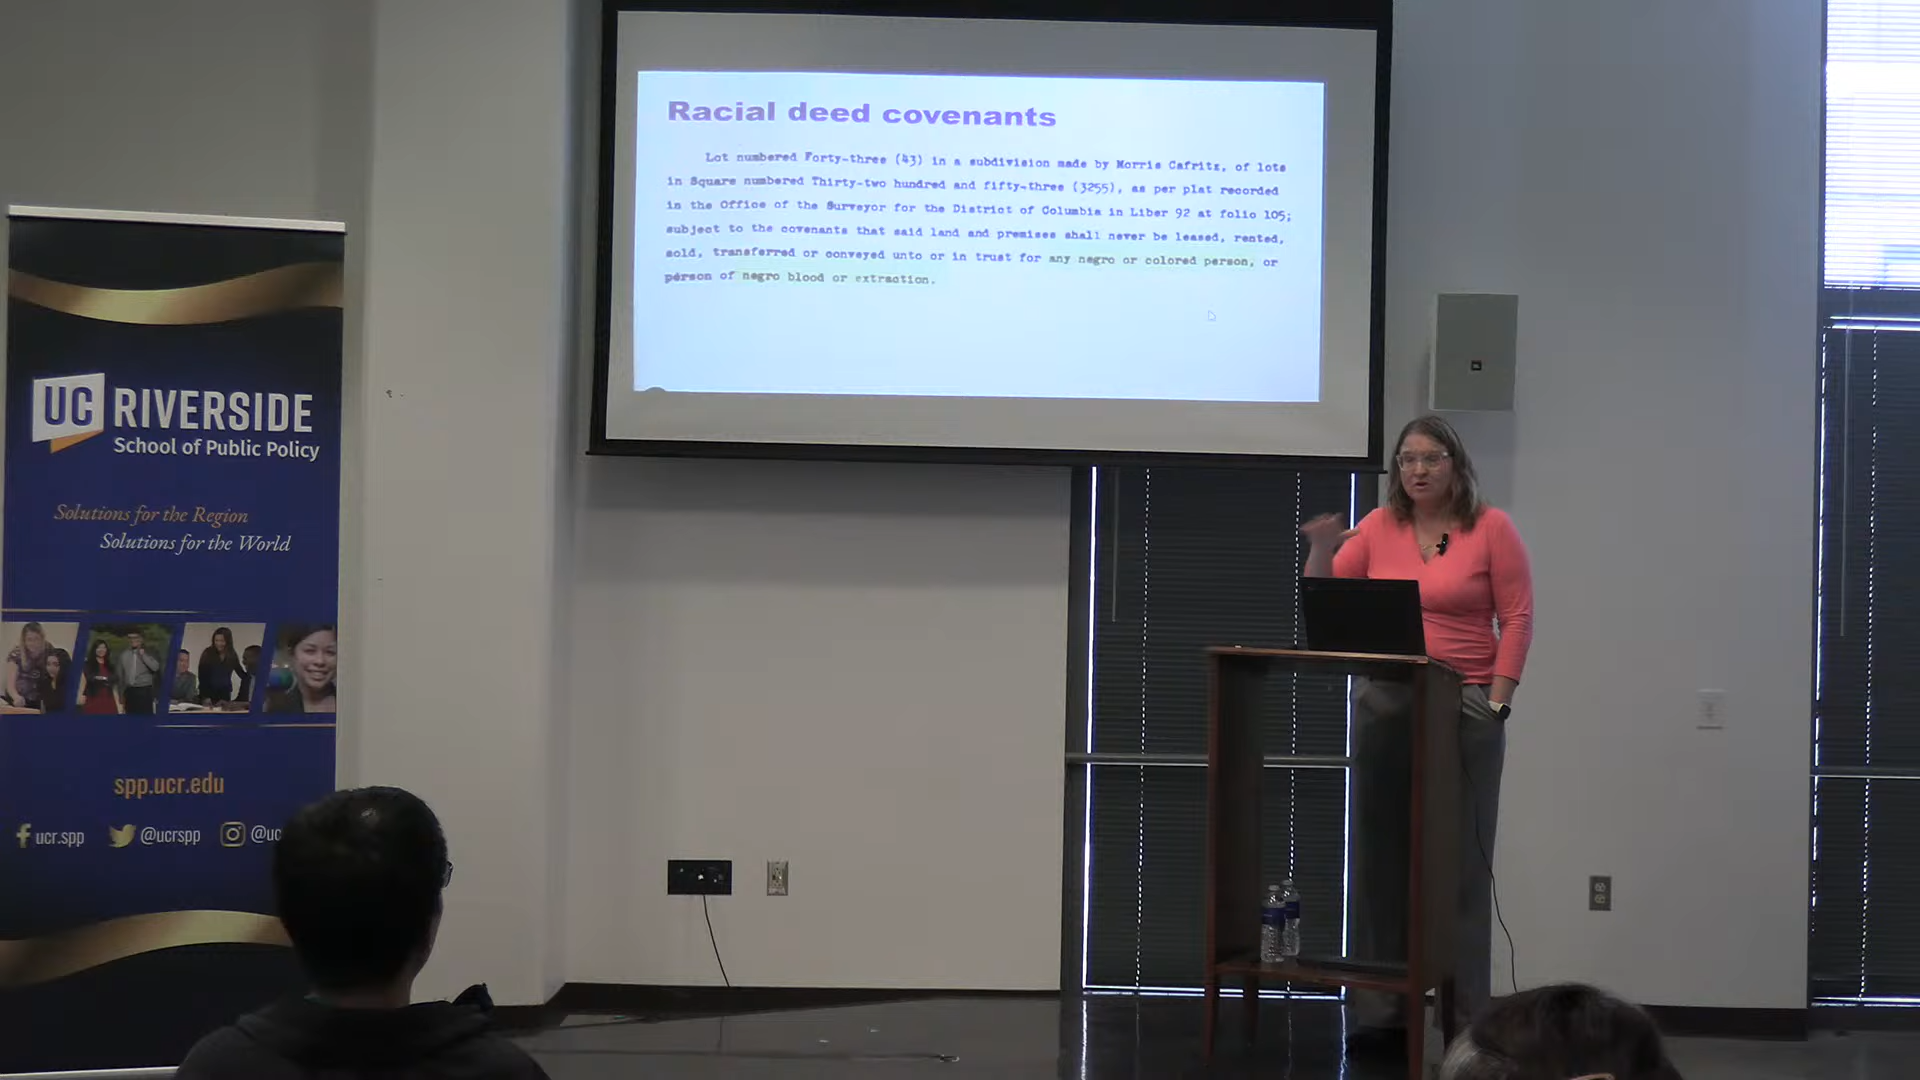 Racial deed covenants
Lot numbered Forty-three (43) in a subdivision made by Morris Cafritz, of lots
in Square numbered Thirty-two hundred and fifty-three (3255), as per plat recorded
in the Office of the Surveyor for the District of Columbia in Liber 92 at folio 105;
subject to the covenants that said land and premises shall never be leased, rented,
sold, transferred or conveyed unto or in trust for any negro or colored person, or
person of negro blood or extraction.
UC RIVERSIDE
School of Public Policy
Solutions for the Region
Solutions for the World
spp.ucr.edu
ucr.spp @ucrspp @uc